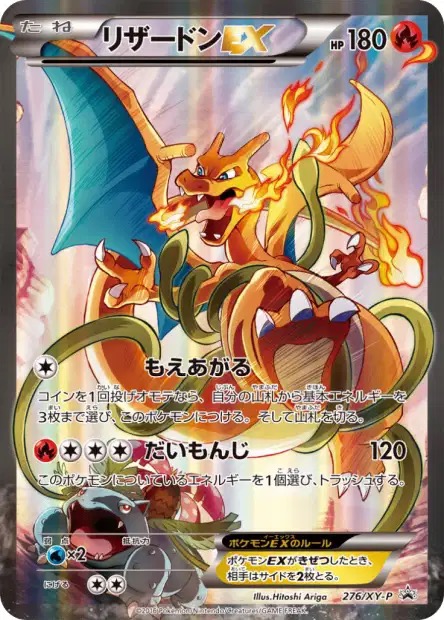 たね
リザードンEX
HP 180
もえあがる
コインを1回投げオモテなら、自分の山札から基本エネルギーを
3枚まで選び、このポケモンにつける。そして山札を切る。
だいもんじ 120
このポケモンについているエネルギーを1個選び、トラッシュする。
弱点 抵抗力
×2
にげる
ポケモンEXのルール
ポケモンEXがきぜつしたとき、
相手はサイドを2枚とる。
Illus.Hitoshi Ariga
276/XY-P
©2016 Pokémon/Nintendo/Creatures/GAME FREAK.